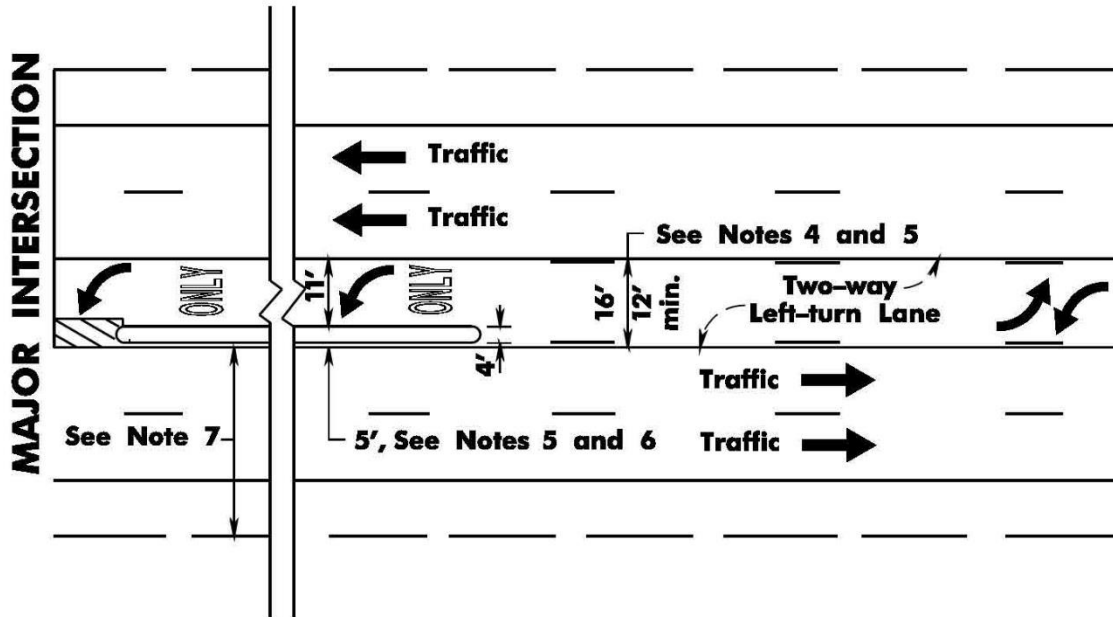 MAJOR INTERSECTION
Traffic
Traffic
See Notes 4 and 5
ONLY
11'
ONLY
16'
12'
min.
Two-way
Left-turn Lane
4'
Traffic
See Note 7
5', See Notes 5 and 6
Traffic